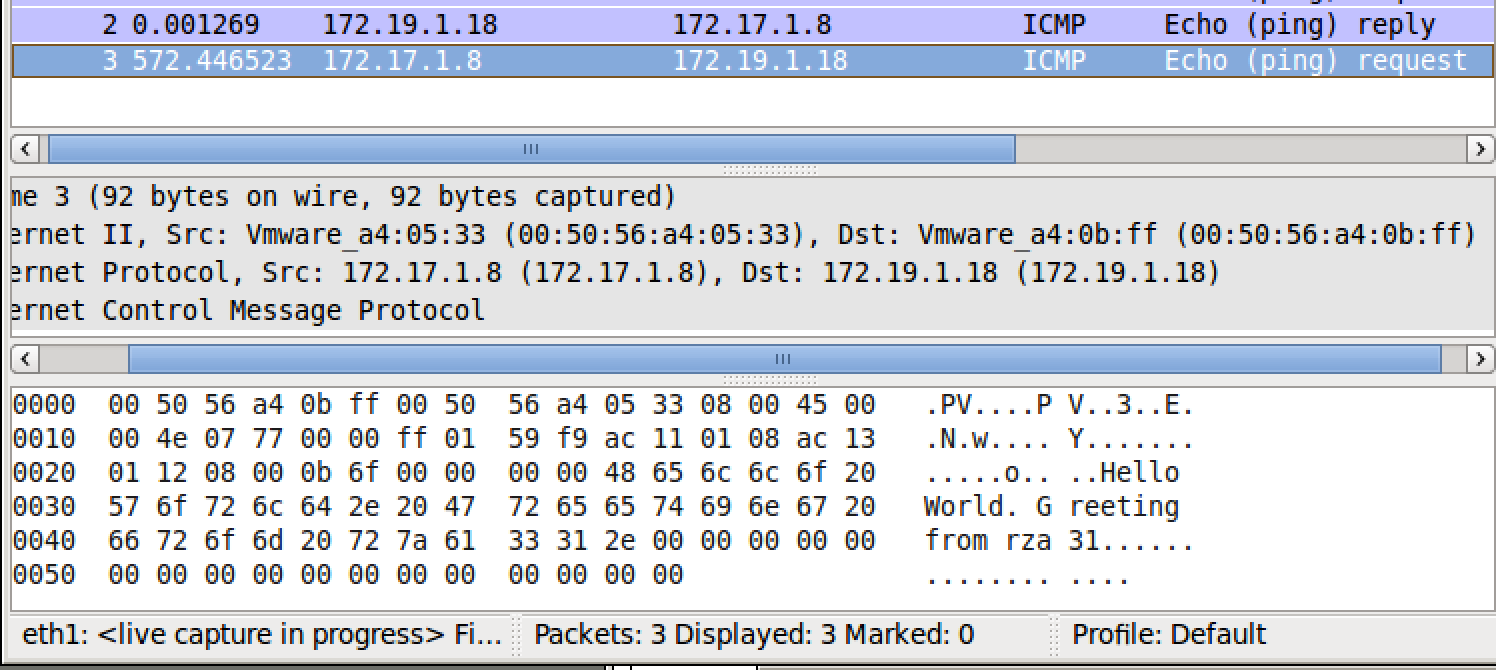 2 0.001269 172.19.1.18 172.17.1.8 ICMP Echo (ping) reply
3 572.446523 172.17.1.8 172.19.1.18 ICMP Echo (ping) request
me 3 (92 bytes on wire, 92 bytes captured)
ernet II, Src: Vmware_a4:05:33 (00:50:56:a4:05:33), Dst: Vmware_a4:0b:ff (00:50:56:a4:0b:ff)
ernet Protocol, Src: 172.17.1.8 (172.17.1.8), Dst: 172.19.1.18 (172.19.1.18)
ernet Control Message Protocol
0000 00 50 56 a4 0b ff 00 50 56 a4 05 33 08 00 45 00 .PV....P V..3..E.
0010 00 4e 07 77 00 00 ff 01 59 f9 ac 11 01 08 ac 13 .N.w.... Y.......
0020 01 12 08 00 0b 6f 00 00 00 00 48 65 6c 6c 6f 20 .....o.. ..Hello
0030 57 6f 72 6c 64 2e 20 47 72 65 65 74 69 6e 67 20 World. G reeting
0040 66 72 6f 6d 20 72 7a 61 33 31 2e 00 00 00 00 00 from rza 31......
0050 00 00 00 00 00 00 00 00 00 00 00 00 ........ ....
eth1: <live capture in progress> Fi... Packets: 3 Displayed: 3 Marked: 0 Profile: Default